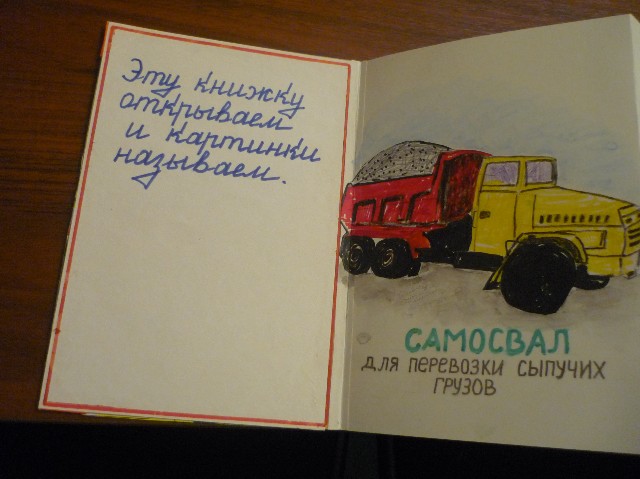 Эту книжку
открываем
и картинки
называем.
САМОСВАЛ
ДЛЯ ПЕРЕВОЗКИ СЫПУЧИХ
ГРУЗОВ